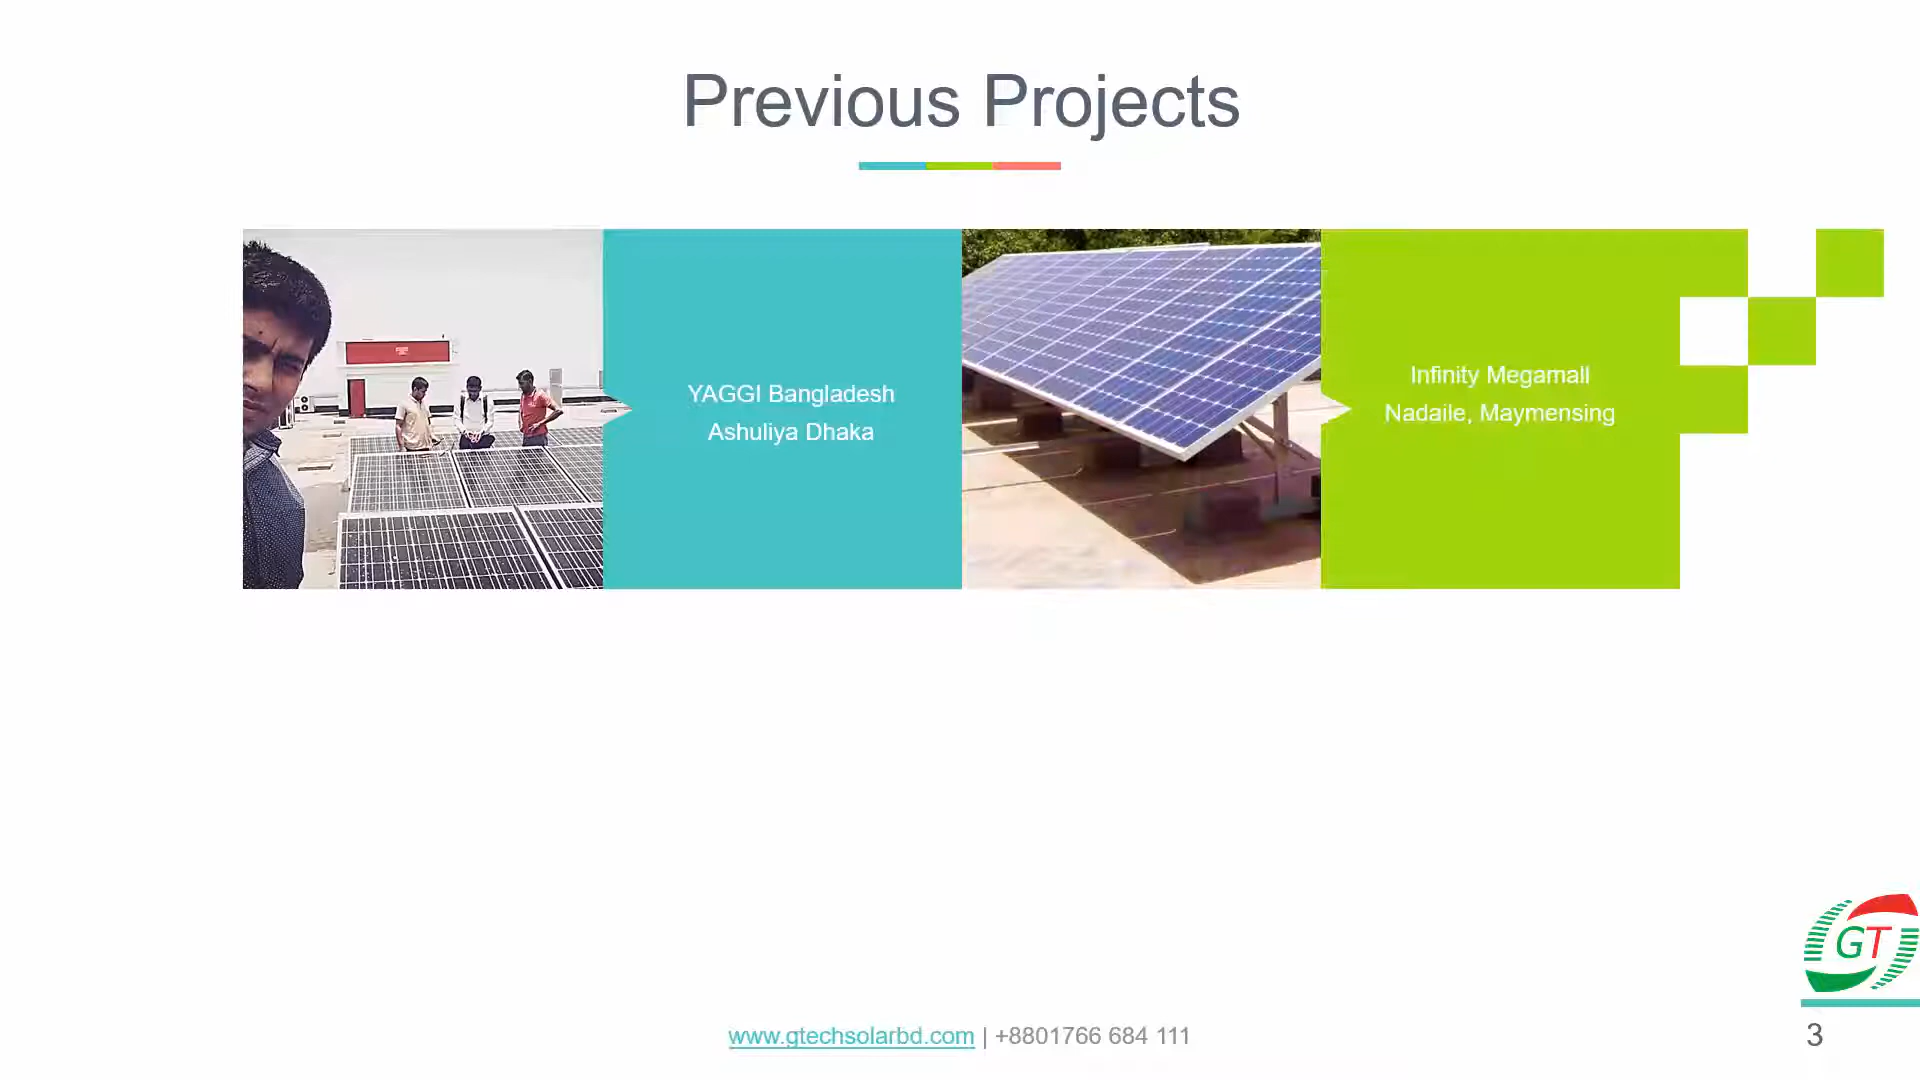 Previous Projects
YAGGI Bangladesh
Ashuliya Dhaka
Infinity Megamall
Nadaile, Maymensing
GT
www.gtechsolarbd.com | +8801766 684 111
3